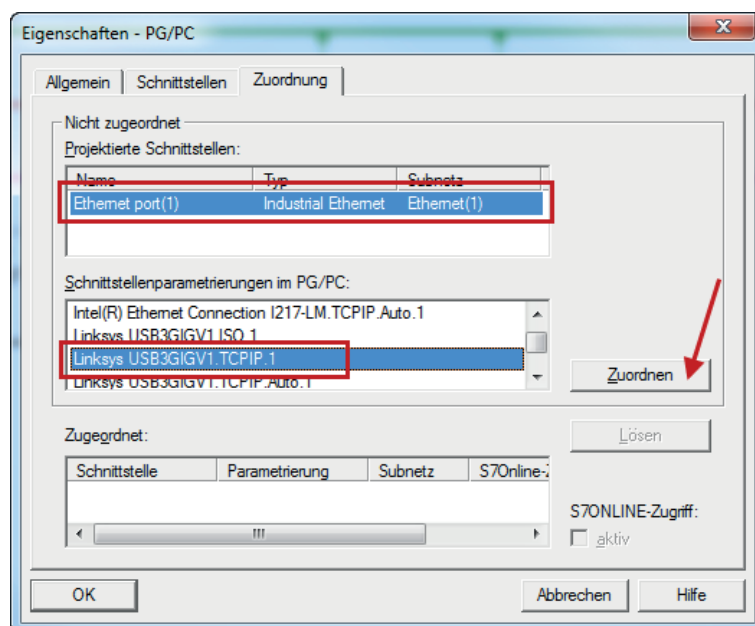 Eigenschaften - PG/PC
Allgemein Schnittstellen Zuordnung
Nicht zugeordnet
Projektierte Schnittstellen:
Name Typ Subnetz
Ethernet port(1) Industrial Ethernet Ethernet(1)
Schnittstellenparametrierungen im PG/PC:
Intel(R) Ethernet Connection I217-LM.TCPIP.Auto.1
Linksys USB3GIGV1.ISO.1
Linksys USB3GIGV1.TCPIP.1
Linksys USB3GIGV1.TCPIP.Auto.1
Zuordnen
Zugeordnet:
Lösen
Schnittstelle Parametrierung Subnetz S7Online-
S7ONLINE-Zugriff:
aktiv
OK Abbrechen Hilfe